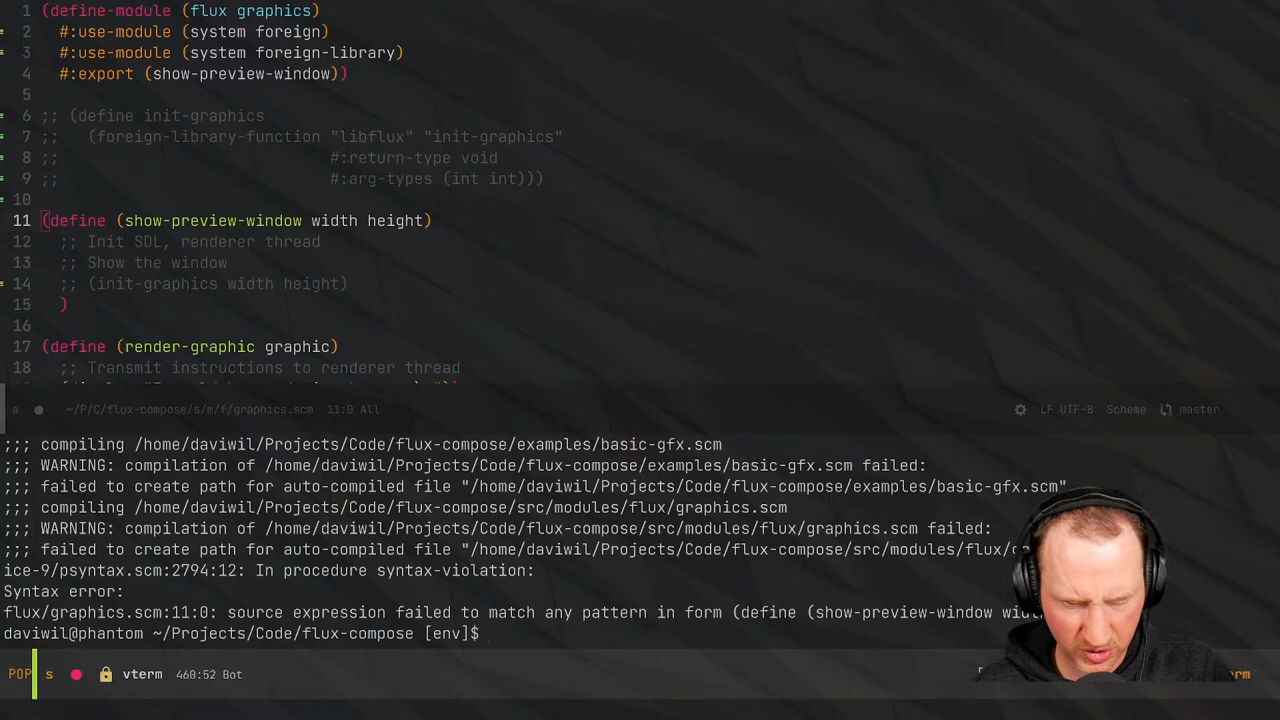 1 (define-module (flux graphics)
2 #:use-module (system foreign)
3 #:use-module (system foreign-library)
4 #:export (show-preview-window))
5
6 ;; (define init-graphics
7 ;; (foreign-library-function "libflux" "init-graphics"
8 ;; #:return-type void
9 ;; #:arg-types (int int)))
10
11 (define (show-preview-window width height)
12 ;; Init SDL, renderer thread
13 ;; Show the window
14 ;; (init-graphics width height)
15 )
16
17 (define (render-graphic graphic)
18 ;; Transmit instructions to renderer thread
a ~/P/C/flux-compose/s/m/f/graphics.scm 11:0 All LF UTF-8 Scheme master
;;; compiling /home/daviwil/Projects/Code/flux-compose/examples/basic-gfx.scm
;;; WARNING: compilation of /home/daviwil/Projects/Code/flux-compose/examples/basic-gfx.scm failed:
;;; failed to create path for auto-compiled file "/home/daviwil/Projects/Code/flux-compose/examples/basic-gfx.scm"
;;; compiling /home/daviwil/Projects/Code/flux-compose/src/modules/flux/graphics.scm
;;; WARNING: compilation of /home/daviwil/Projects/Code/flux-compose/src/modules/flux/graphics.scm failed:
;;; failed to create path for auto-compiled file "/home/daviwil/Projects/Code/flux-compose/src/modules/flux/
ice-9/psyntax.scm:2794:12: In procedure syntax-violation:
Syntax error:
flux/graphics.scm:11:0: source expression failed to match any pattern in form (define (show-preview-window
daviwil@phantom ~/Projects/Code/flux-compose [env]$
POP s vterm 460:52 Bot